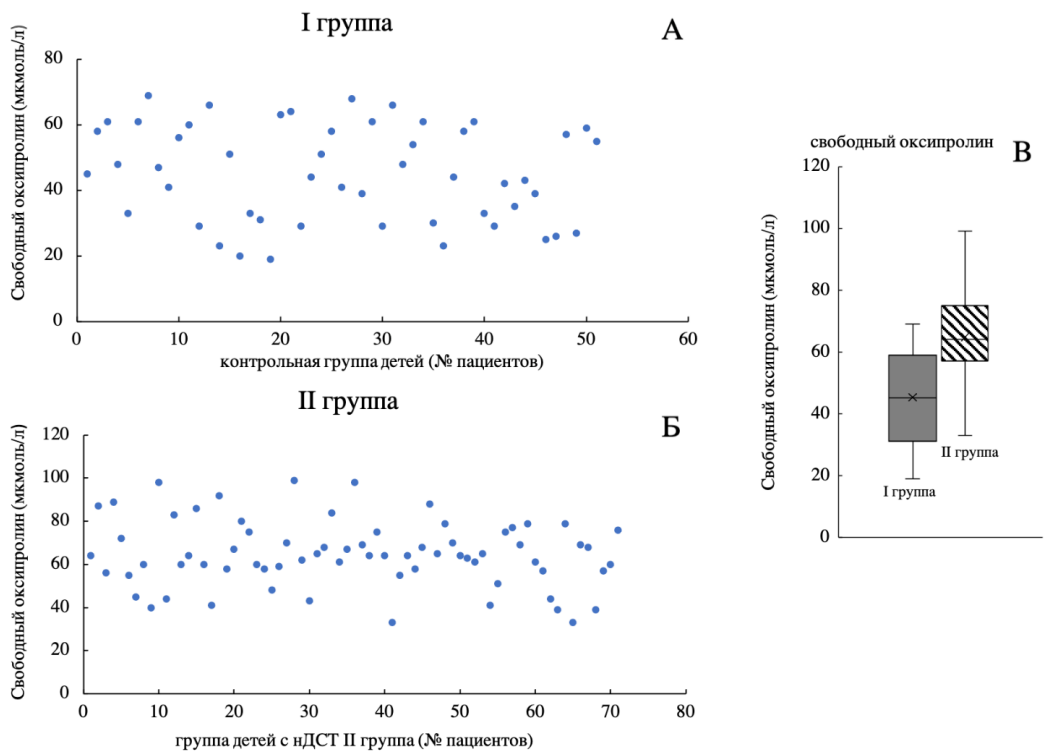 I группа
А
Свободный оксипролин (мкмоль/л)
80
60
40
20
0
0 10 20 30 40 50 60
контрольная группа детей (№ пациентов)
II группа
Б
Свободный оксипролин (мкмоль/л)
120
100
80
60
40
20
0
0 10 20 30 40 50 60 70 80
группа детей с нДСТ II группа (№ пациентов)
свободный оксипролин
В
Свободный оксипролин (мкмоль/л)
120
100
80
60
40
20
0
II группа
I группа